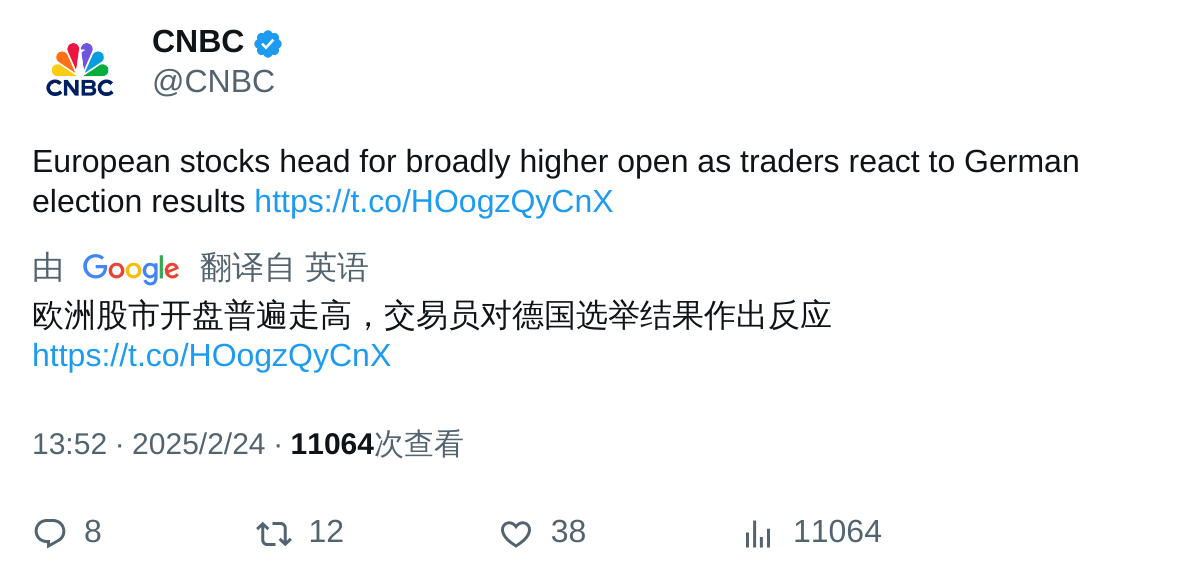 CNBC
CNBC
@CNBC
European stocks head for broadly higher open as traders react to German
election results https://t.co/HOogzQyCnX
由 Google 翻译自 英语
欧洲股市开盘普遍走高，交易员对德国选举结果作出反应
https://t.co/HOogzQyCnX
13:52 · 2025/2/24 · 11064次查看
8 12 38 11064